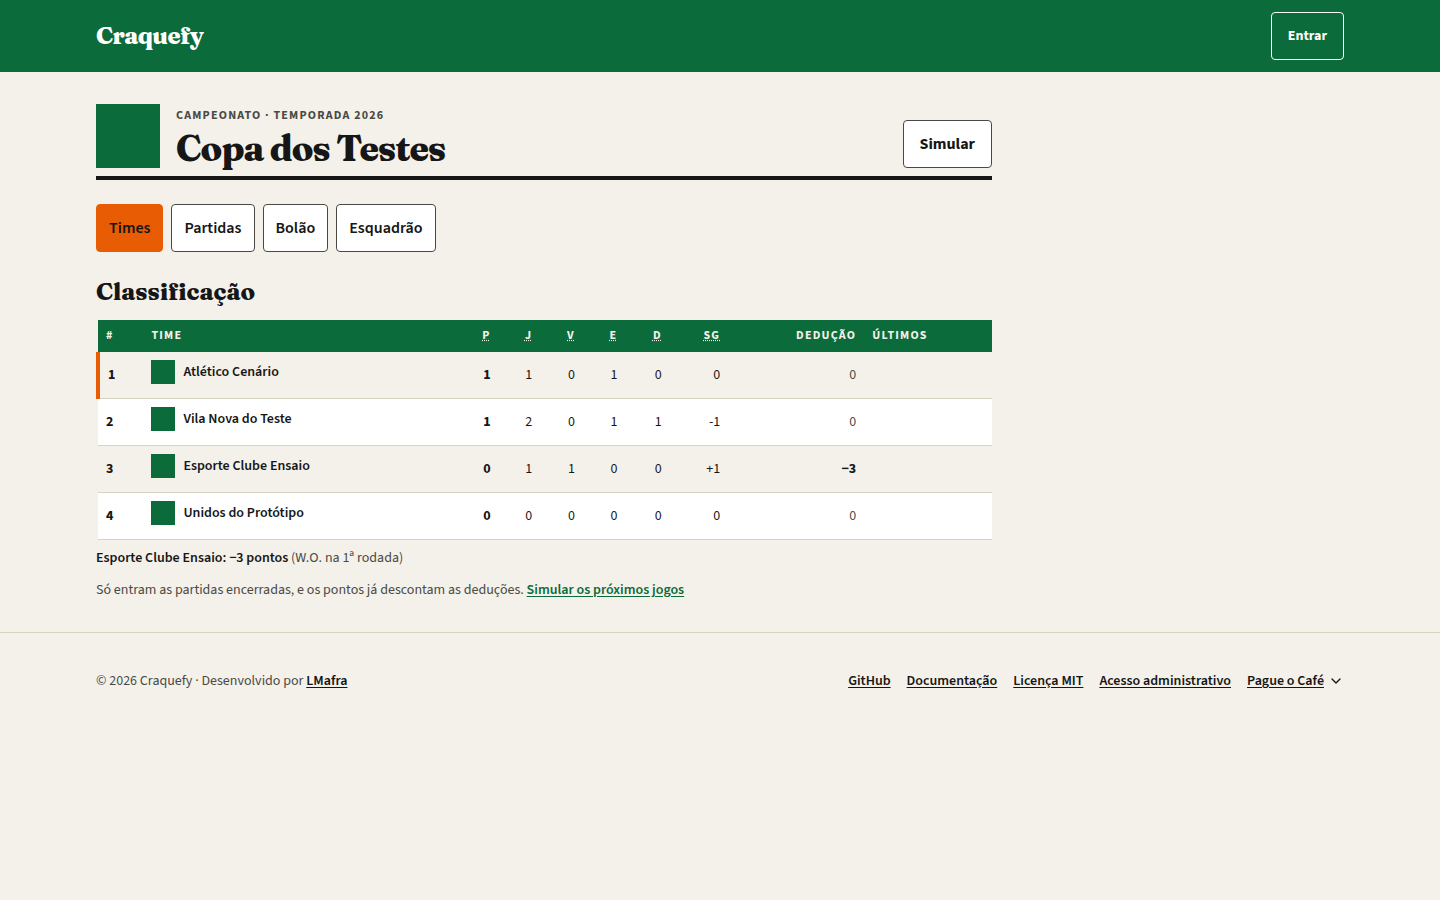 Craquefy
Entrar
CAMPEONATO · TEMPORADA 2026
Copa dos Testes
Simular
Times Partidas Bolão Esquadrão
Classificação
# TIME P J V E D SG DEDUÇÃO ÚLTIMOS
1 Atlético Cenário 1 1 0 1 0 0 0
2 Vila Nova do Teste 1 2 0 1 1 -1 0
3 Esporte Clube Ensaio 0 1 1 0 0 +1 −3
4 Unidos do Protótipo 0 0 0 0 0 0 0
Esporte Clube Ensaio: −3 pontos (W.O. na 1ª rodada)
Só entram as partidas encerradas, e os pontos já descontam as deduções. Simular os próximos jogos
© 2026 Craquefy · Desenvolvido por LMafra
GitHub Documentação Licença MIT Acesso administrativo Pague o Café